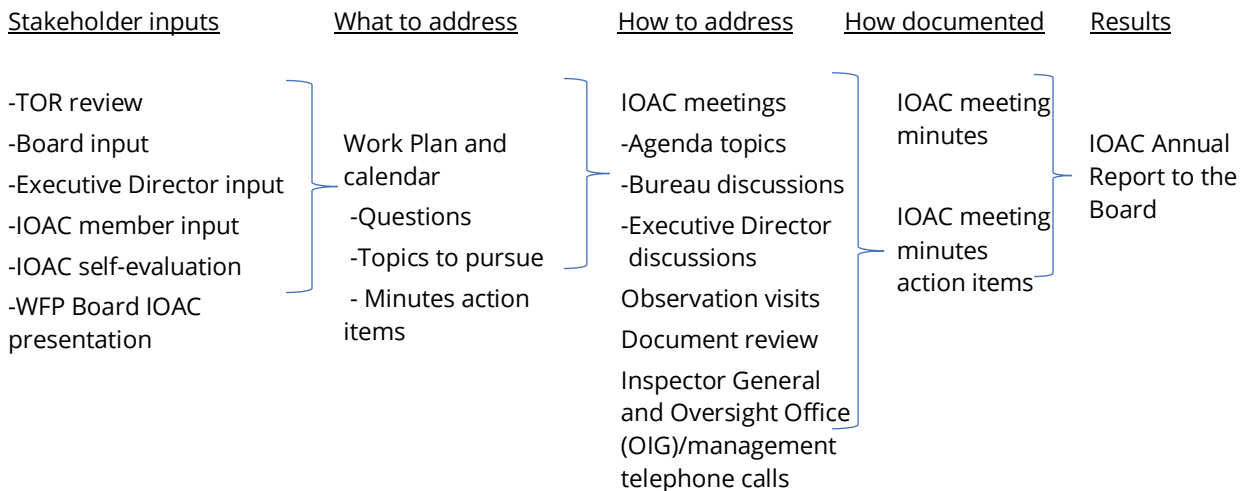 Stakeholder inputs
What to address
How to address
How documented
Results
-TOR review
-Board input
-Executive Director input
-IOAC member input
-IOAC self-evaluation
-WFP Board IOAC
presentation
Work Plan and
calendar
-Questions
-Topics to pursue
- Minutes action
items
IOAC meetings
-Agenda topics
-Bureau discussions
-Executive Director
discussions
Observation visits
Document review
Inspector General
and Oversight Office
(OIG)/management
telephone calls
IOAC meeting
minutes
IOAC meeting
minutes
action items
IOAC Annual
Report to the
Board